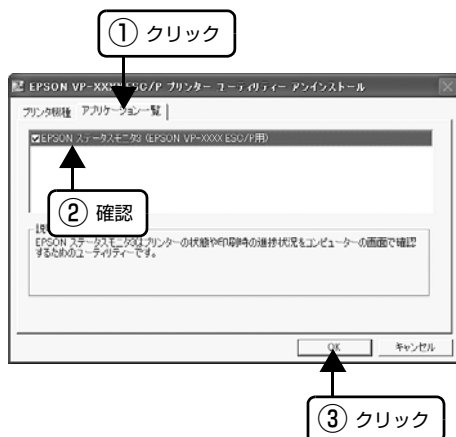 ① クリック
EPSON VP-XXXX ESC/P プリンター ユーティリティー アンインストール
プリンタ機種 アプリケーション一覧
EPSON ステータスモニタ3 (EPSON VP-XXXX ESC/P用)
② 確認
EPSON ステータスモニタ3はプリンターの状態や印刷時の進捗状況をコンピューターの画面で確認
するためのユーティリティーです。
OK キャンセル
③ クリック